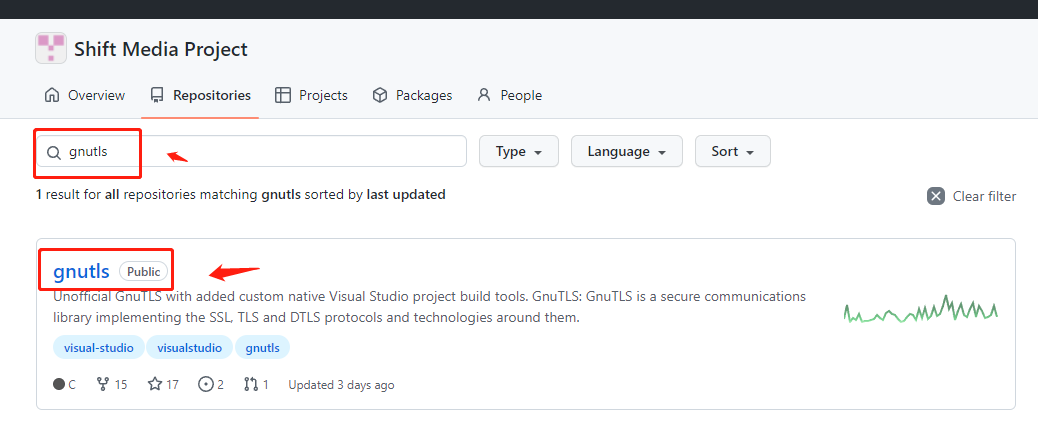 Shift Media Project
Overview Repositories Projects Packages People
gnutls Type Language Sort
1 result for all repositories matching gnutls sorted by last updated Clear filter
gnutls Public
Unofficial GnuTLS with added custom native Visual Studio project build tools. GnuTLS: GnuTLS is a secure communications
library implementing the SSL, TLS and DTLS protocols and technologies around them.
visual-studio visualstudio gnutls
C 15 17 2 1 Updated 3 days ago